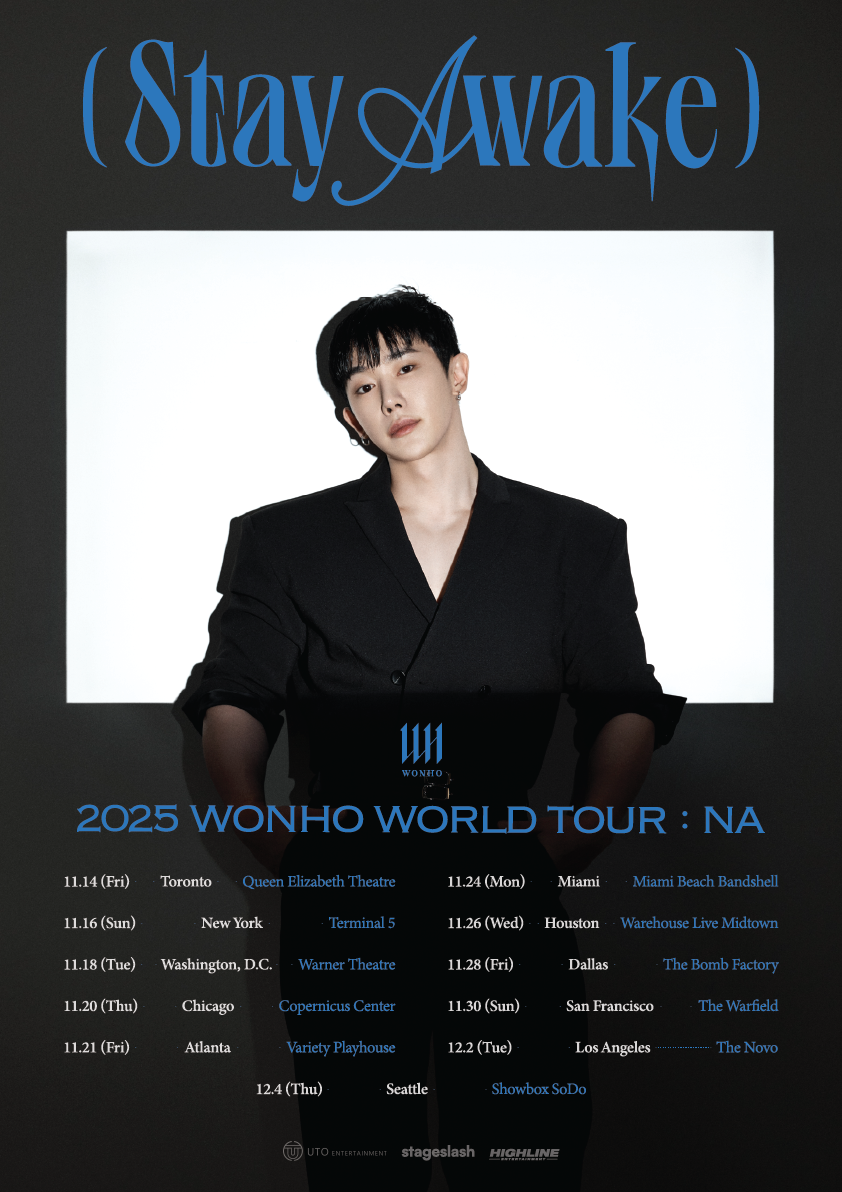 (Stay Awake)
WONHO
2025 WONHO WORLD TOUR : NA
11.14 (Fri) Toronto Queen Elizabeth Theatre
11.16 (Sun) New York Terminal 5
11.18 (Tue) Washington, D.C. Warner Theatre
11.20 (Thu) Chicago Copernicus Center
11.21 (Fri) Atlanta Variety Playhouse
11.24 (Mon) Miami Miami Beach Bandshell
11.26 (Wed) Houston Warehouse Live Midtown
11.28 (Fri) Dallas The Bomb Factory
11.30 (Sun) San Francisco The Warfield
12.2 (Tue) Los Angeles The Novo
12.4 (Thu) Seattle Showbox SoDo
UTO ENTERTAINMENT stageslash HIGHLINE ENTERTAINMENT